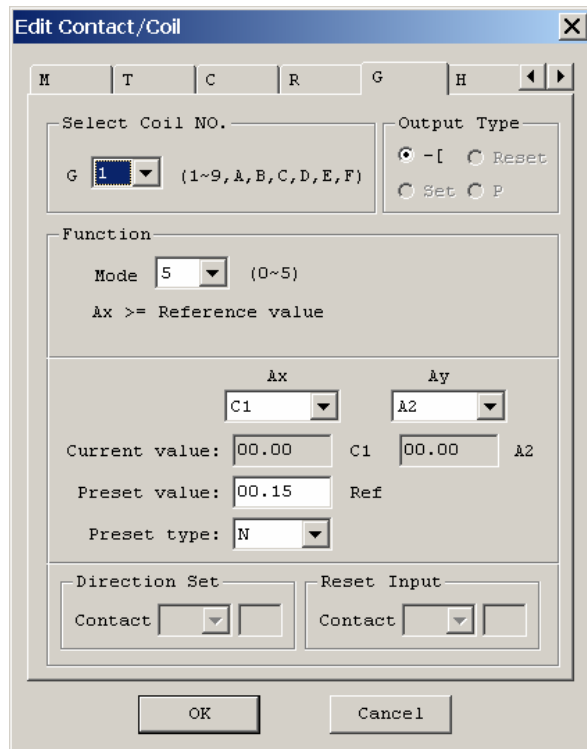 Edit Contact/Coil
M T C R G H
Select Coil NO.
G 1 (1~9,A,B,C,D,E,F)
Output Type
-[ Reset
Set P
Function
Mode 5 (0~5)
Ax >= Reference value
Ax Ay
C1 A2
Current value: 00.00 C1 00.00 A2
Preset value: 00.15 Ref
Preset type: N
Direction Set
Contact
Reset Input
Contact
OK Cancel